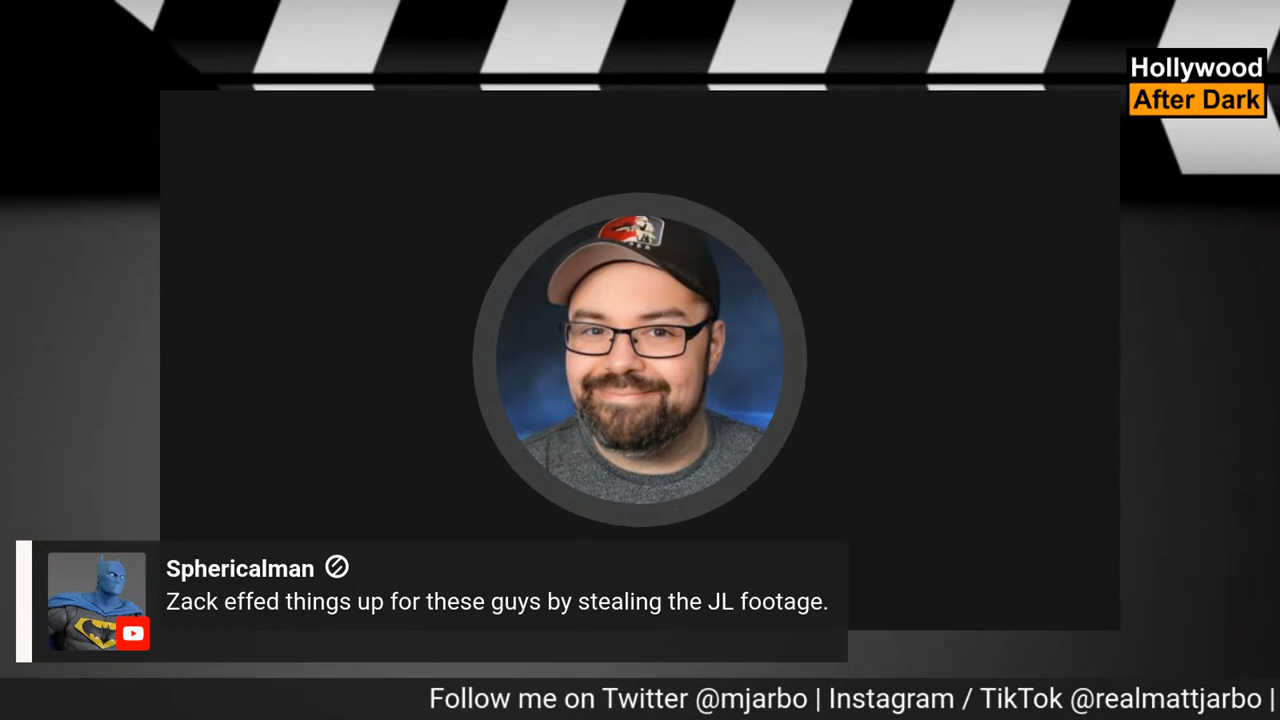 Hollywood
After Dark
Sphericalman
Zack effed things up for these guys by stealing the JL footage.
Follow me on Twitter @mjarbo | Instagram / TikTok @realmattjarbo |